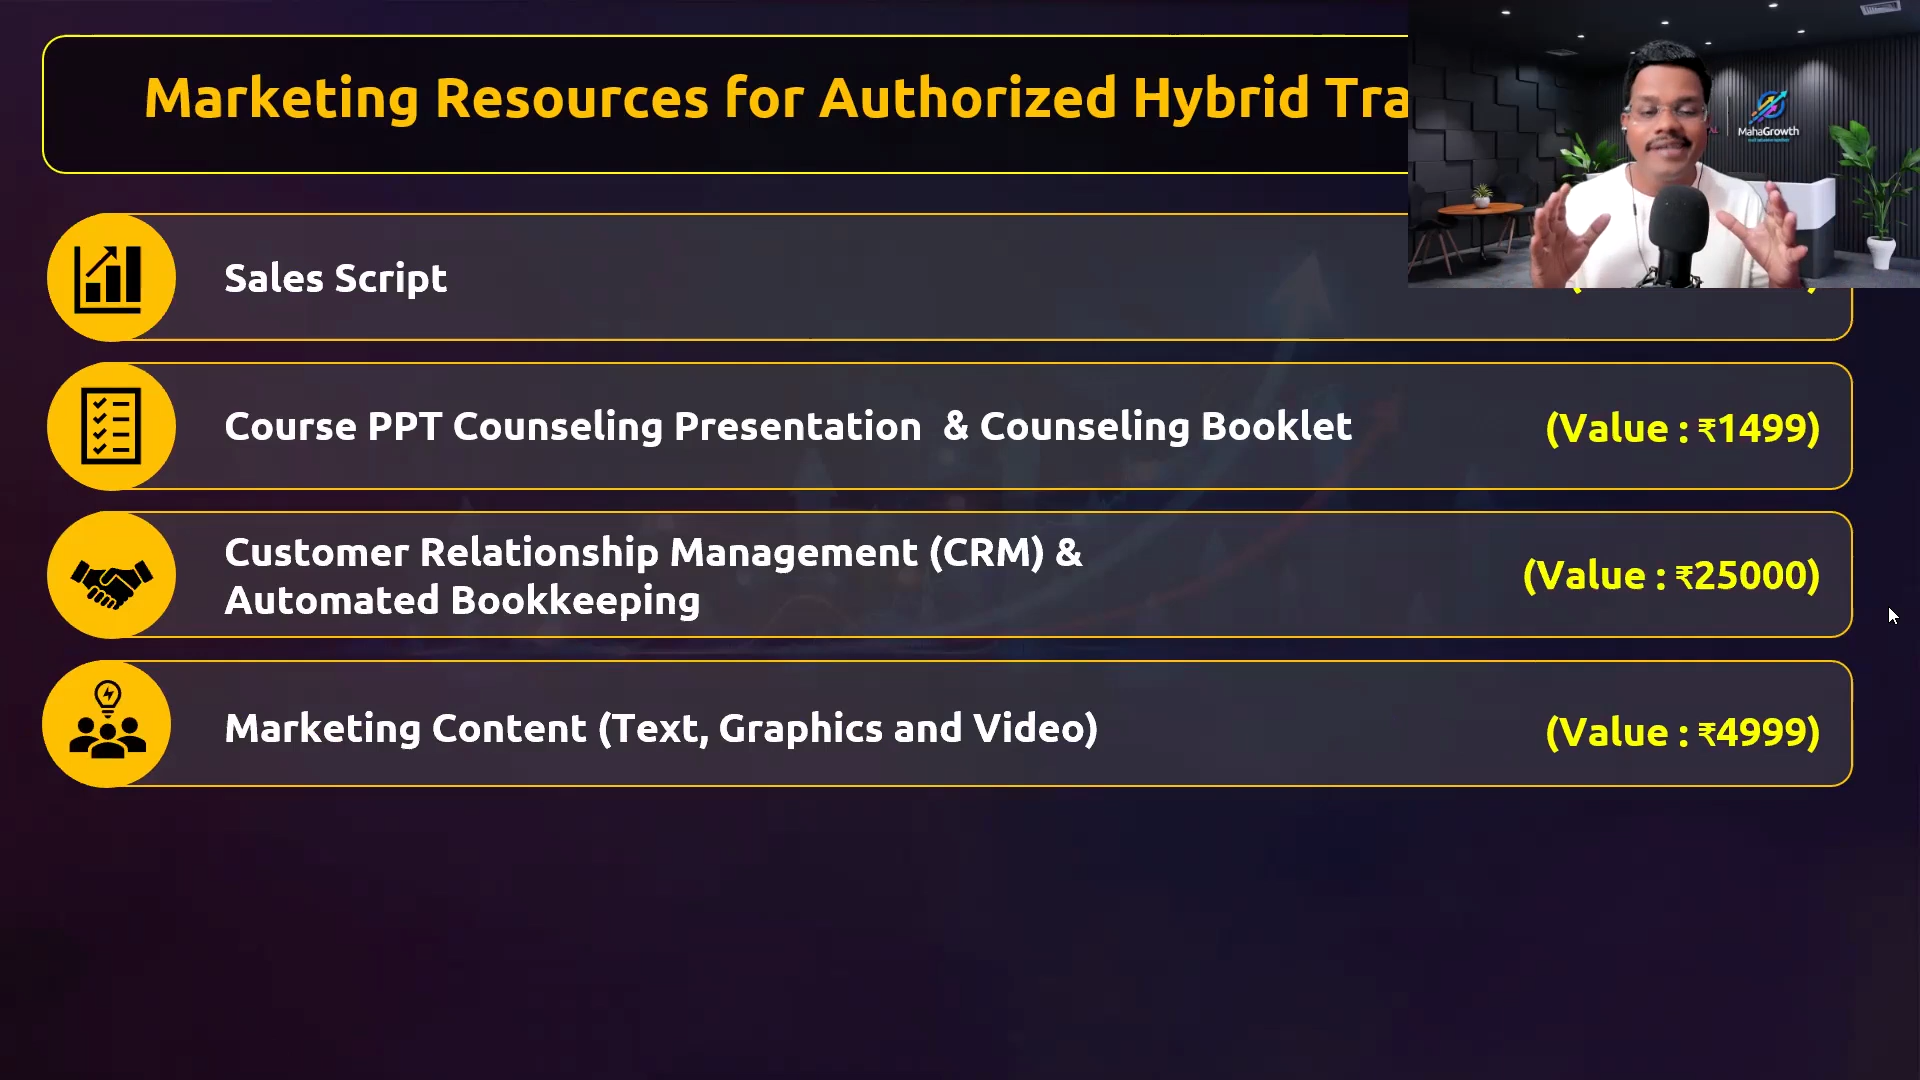 Marketing Resources for Authorized Hybrid
MahaGrowth
Sales Script
Course PPT Counseling Presentation & Counseling Booklet
(Value : ₹1499)
Customer Relationship Management (CRM) &
Automated Bookkeeping
(Value : ₹25000)
Marketing Content (Text, Graphics and Video)
(Value : ₹4999)